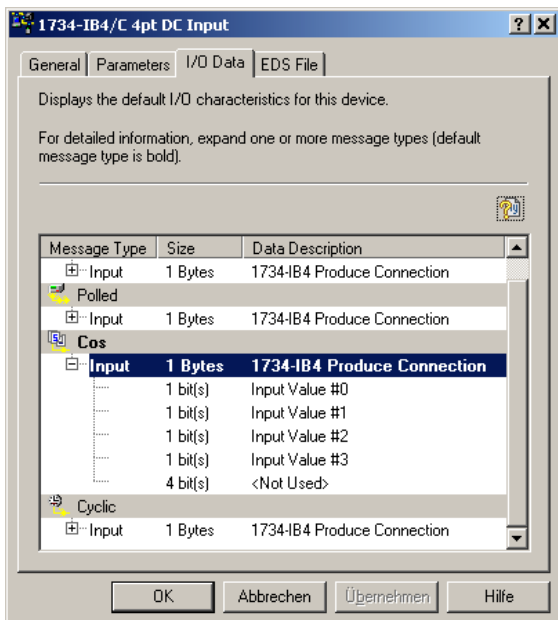 1734-IB4/C 4pt DC Input
General Parameters I/O Data EDS File
Displays the default I/O characteristics for this device.
For detailed information, expand one or more message types (default
message type is bold).
Message Type Size Data Description
Input 1 Bytes 1734-IB4 Produce Connection
Polled
Input 1 Bytes 1734-IB4 Produce Connection
Cos
Input 1 Bytes 1734-IB4 Produce Connection
1 bit(s) Input Value #0
1 bit(s) Input Value #1
1 bit(s) Input Value #2
1 bit(s) Input Value #3
4 bit(s) <Not Used>
Cyclic
Input 1 Bytes 1734-IB4 Produce Connection
OK Abbrechen Übernehmen Hilfe